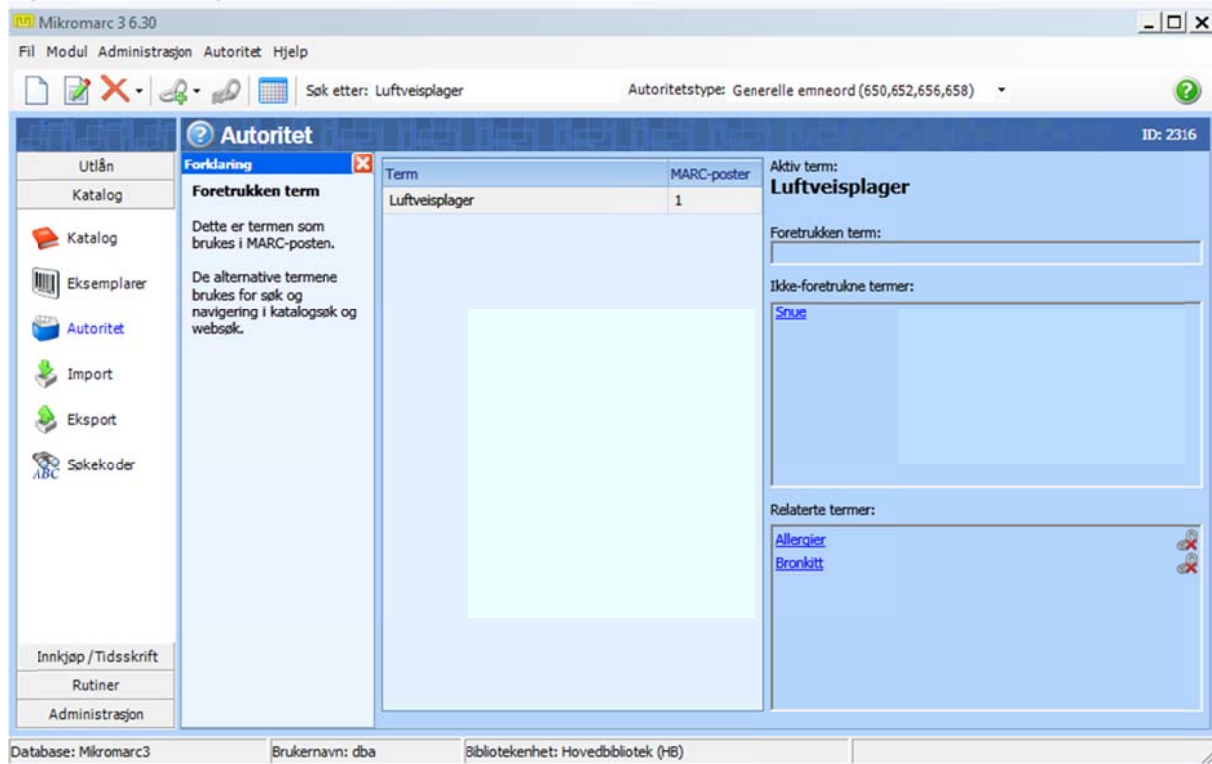 Mikromarc 3 6.30
Fil Modul Administrasjon Autoritet Hjelp
Søk etter: Luftveisplager Autoritetstype: Generelle emneord (650,652,656,658)
Autoritet ID: 2316
Utlån
Katalog
Katalog
Eksemplarer
Autoritet
Import
Eksport
ABC Søkekoder
Innkjøp/Tidsskrift
Rutiner
Administrasjon
Forklaring
Foretrukken term
Dette er termen som
brukes i MARC-posten.
De alternative termene
brukes for søk og
navigering i katalogsøk og
websøk.
Term MARC-poster
Luftveisplager 1
Aktiv term:
Luftveisplager
Foretrukken term:
Ikke-foretrukne termer:
Snue
Relaterte termer:
Allergier
Bronkitt
Database: Mikromarc3 Brukernavn: dba Bibliotekenhet: Hovedbibliotek (HB)